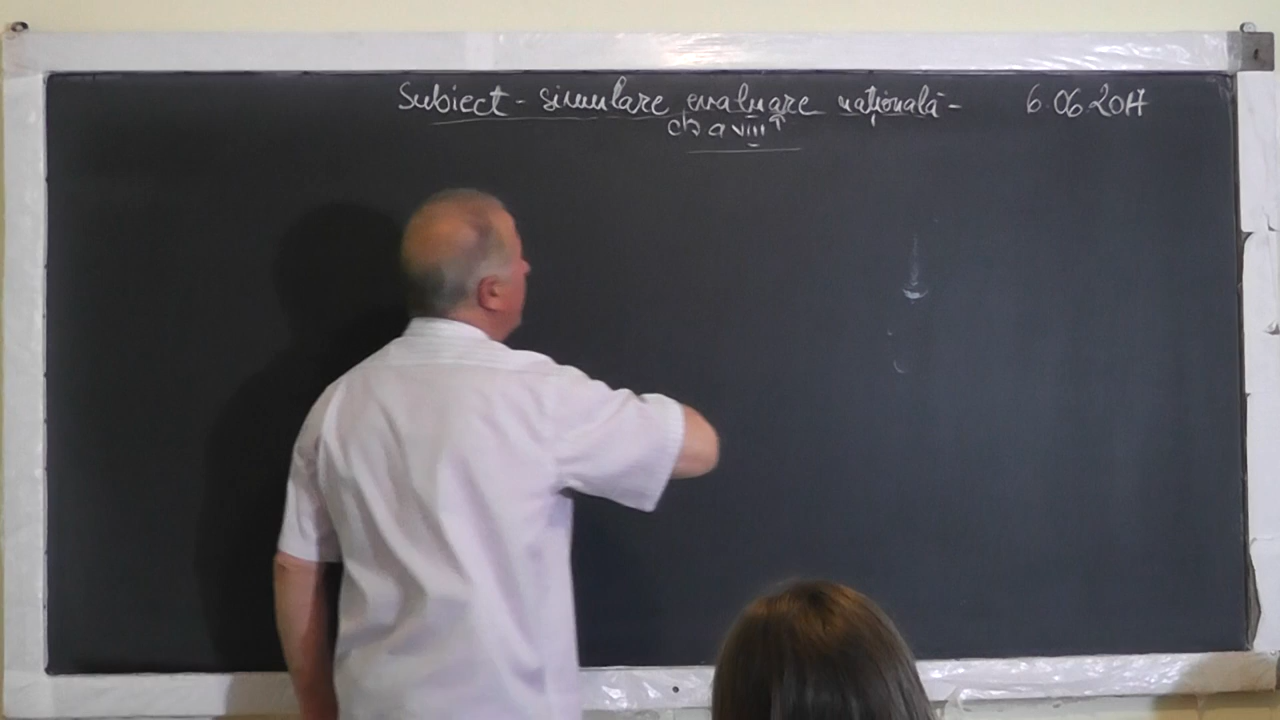 Subiect - simulare evaluare națională - 6.06.2017
cls a VIII a